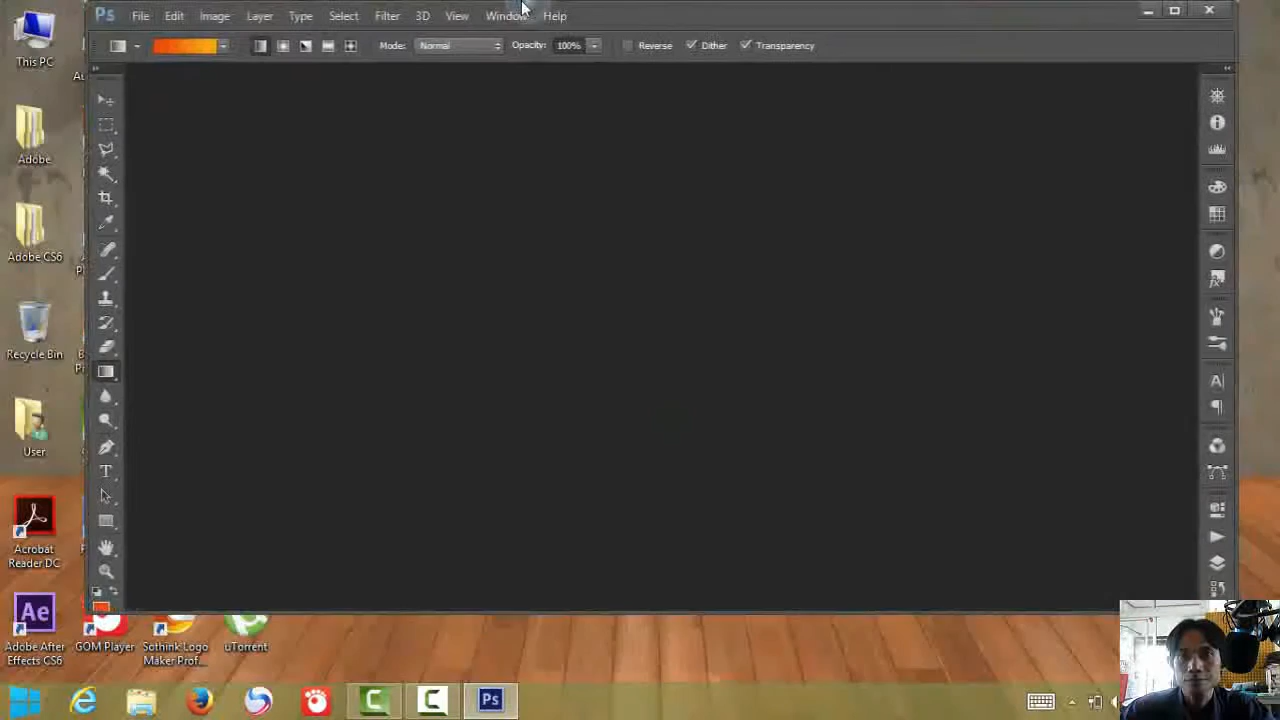 Ps File Edit Image Layer Type Select Filter 3D View Window Help
Mode: Normal Opacity: 100% Reverse Dither Transparency
This PC
Adobe
Adobe CS6
Recycle Bin
User
Acrobat
Reader DC
Ae
Adobe After
Effects CS6
GOM Player
Sothink Logo
Maker Prof...
uTorrent
Ps